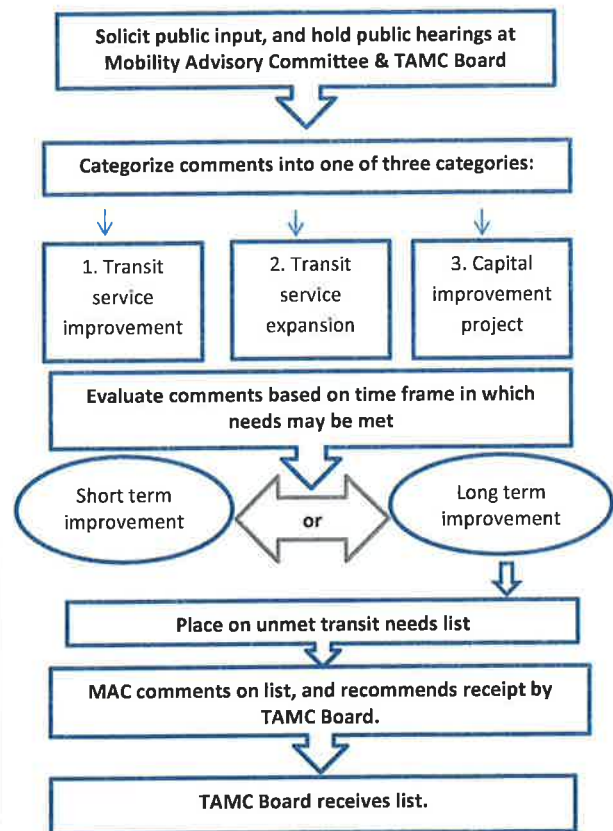 Solicit public input, and hold public hearings at
Mobility Advisory Committee & TAMC Board
Categorize comments into one of three categories:
1. Transit
service
improvement
2. Transit
service
expansion
3. Capital
improvement
project
Evaluate comments based on time frame in which
needs may be met
Short term
improvement
or
Long term
improvement
Place on unmet transit needs list
MAC comments on list, and recommends receipt by
TAMC Board.
TAMC Board receives list.